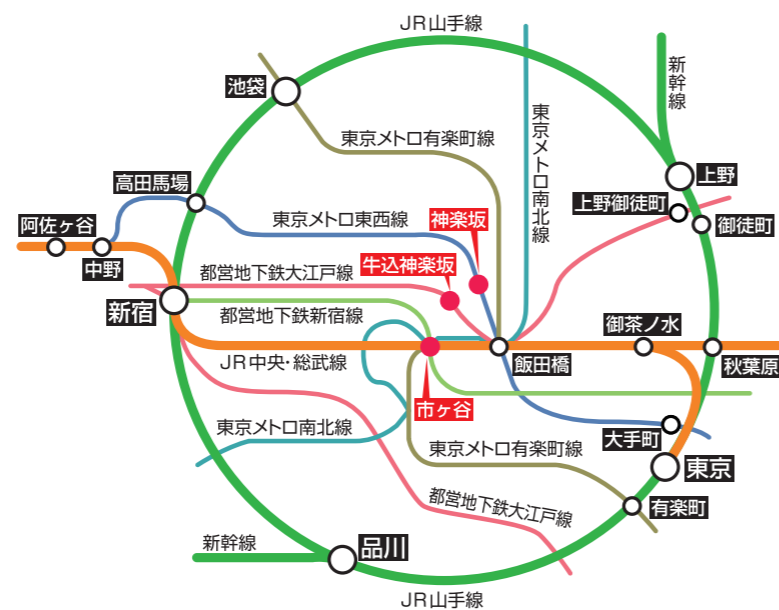 JR山手線
新幹線
池袋
東京メトロ有楽町線
東京メトロ南北線
高田馬場
上野
上野御徒町
御徒町
東京メトロ東西線
神楽坂
阿佐ヶ谷
中野
牛込神楽坂
都営地下鉄大江戸線
新宿
都営地下鉄新宿線
御茶ノ水
JR中央・総武線
飯田橋
秋葉原
市ヶ谷
東京メトロ南北線
大手町
東京メトロ有楽町線
東京
都営地下鉄大江戸線
有楽町
新幹線
品川
JR山手線